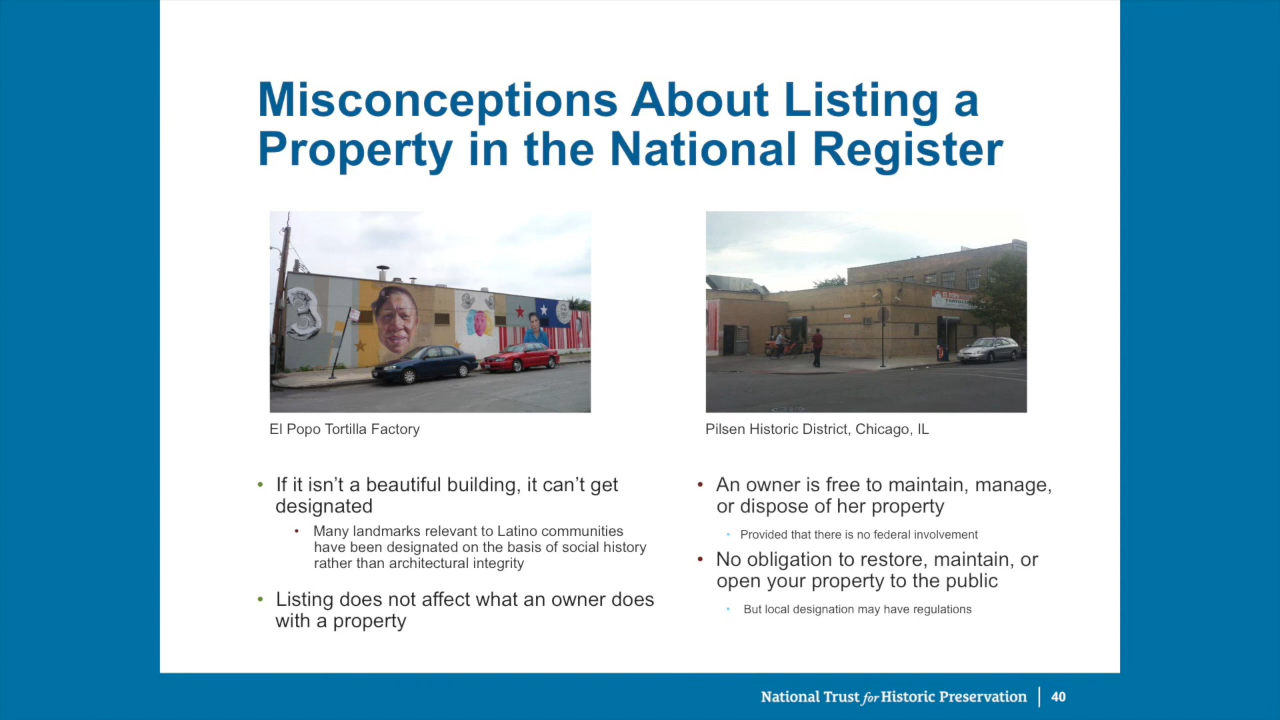 Misconceptions About Listing a
Property in the National Register
El Popo Tortilla Factory
Pilsen Historic District, Chicago, IL
• If it isn’t a beautiful building, it can’t get
designated
• Many landmarks relevant to Latino communities
have been designated on the basis of social history
rather than architectural integrity
• Listing does not affect what an owner does
with a property
• An owner is free to maintain, manage,
or dispose of her property
• Provided that there is no federal involvement
• No obligation to restore, maintain, or
open your property to the public
• But local designation may have regulations
National Trust for Historic Preservation | 40